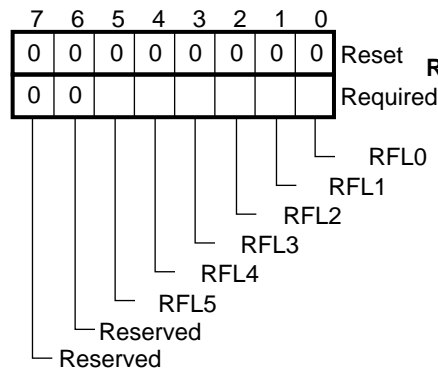 7 6 5 4 3 2 1 0
0 0 0 0 0 0 0 0 Reset R
0 0 Required
RFL0
RFL1
RFL2
RFL3
RFL4
RFL5
Reserved
Reserved